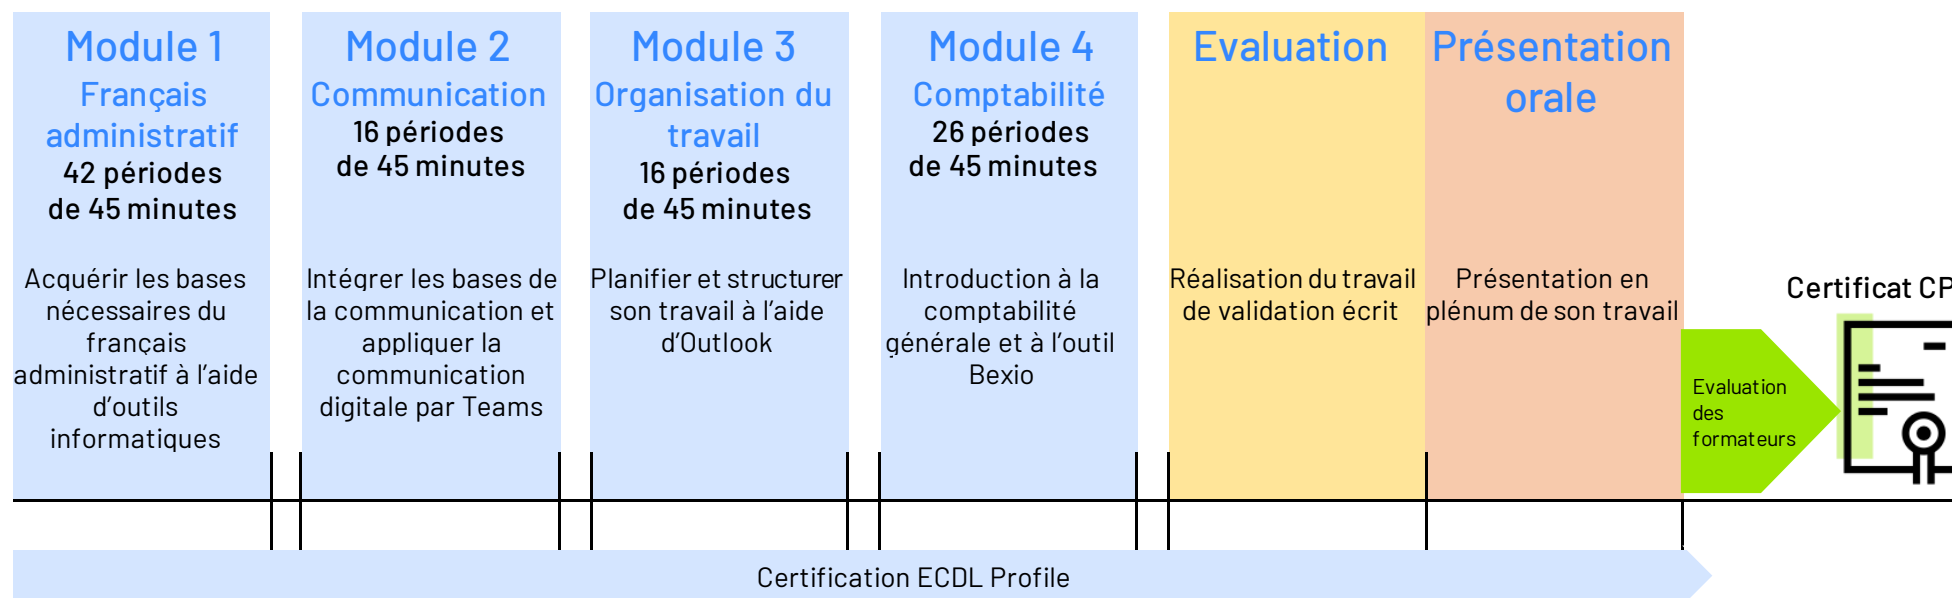 Module 1
Français
administratif
42 périodes
de 45 minutes
Acquérir les bases
nécessaires du
français
administratif à l'aide
d'outils
informatiques
Module 2
Communication
16 périodes
de 45 minutes
Intégrer les bases de
la communication et
appliquer la
communication
digitale par Teams
Module 3
Organisation du
travail
16 périodes
de 45 minutes
Planifier et structurer
son travail à l'aide
d'Outlook
Module 4
Comptabilité
26 périodes
de 45 minutes
Introduction à la
comptabilité
générale et à l'outil
Bexio
Evaluation
Réalisation du travail
de validation écrit
Présentation
orale
Présentation en
plénum de son travail
Evaluation
des
formateurs
Certificat CP
Certification ECDL Profile